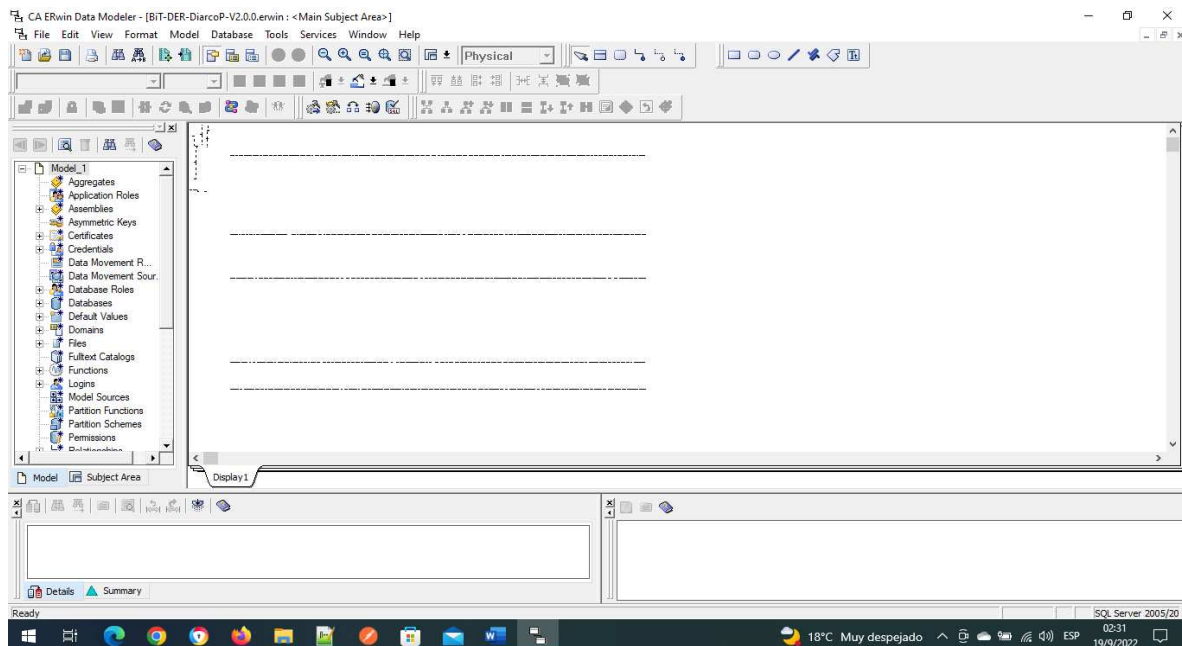 CA ERwin Data Modeler - [BiT-DER-DiarcoP-V2.0.0.erwin : <Main Subject Area>]
File Edit View Format Model Database Tools Services Window Help
Physical
Model_1
Aggregates
Application Roles
Assemblies
Asymmetric Keys
Certificates
Credentials
Data Movement R...
Data Movement Sour.
Database Roles
Databases
Default Values
Domains
Files
Fulltext Catalogs
Functions
Logins
Model Sources
Partition Functions
Partition Schemes
Permissions
Relationships
Model Subject Area
Display1
Details Summary
Ready
SQL Server 2005/20
18°C Muy despejado ESP 02:31
19/9/2022